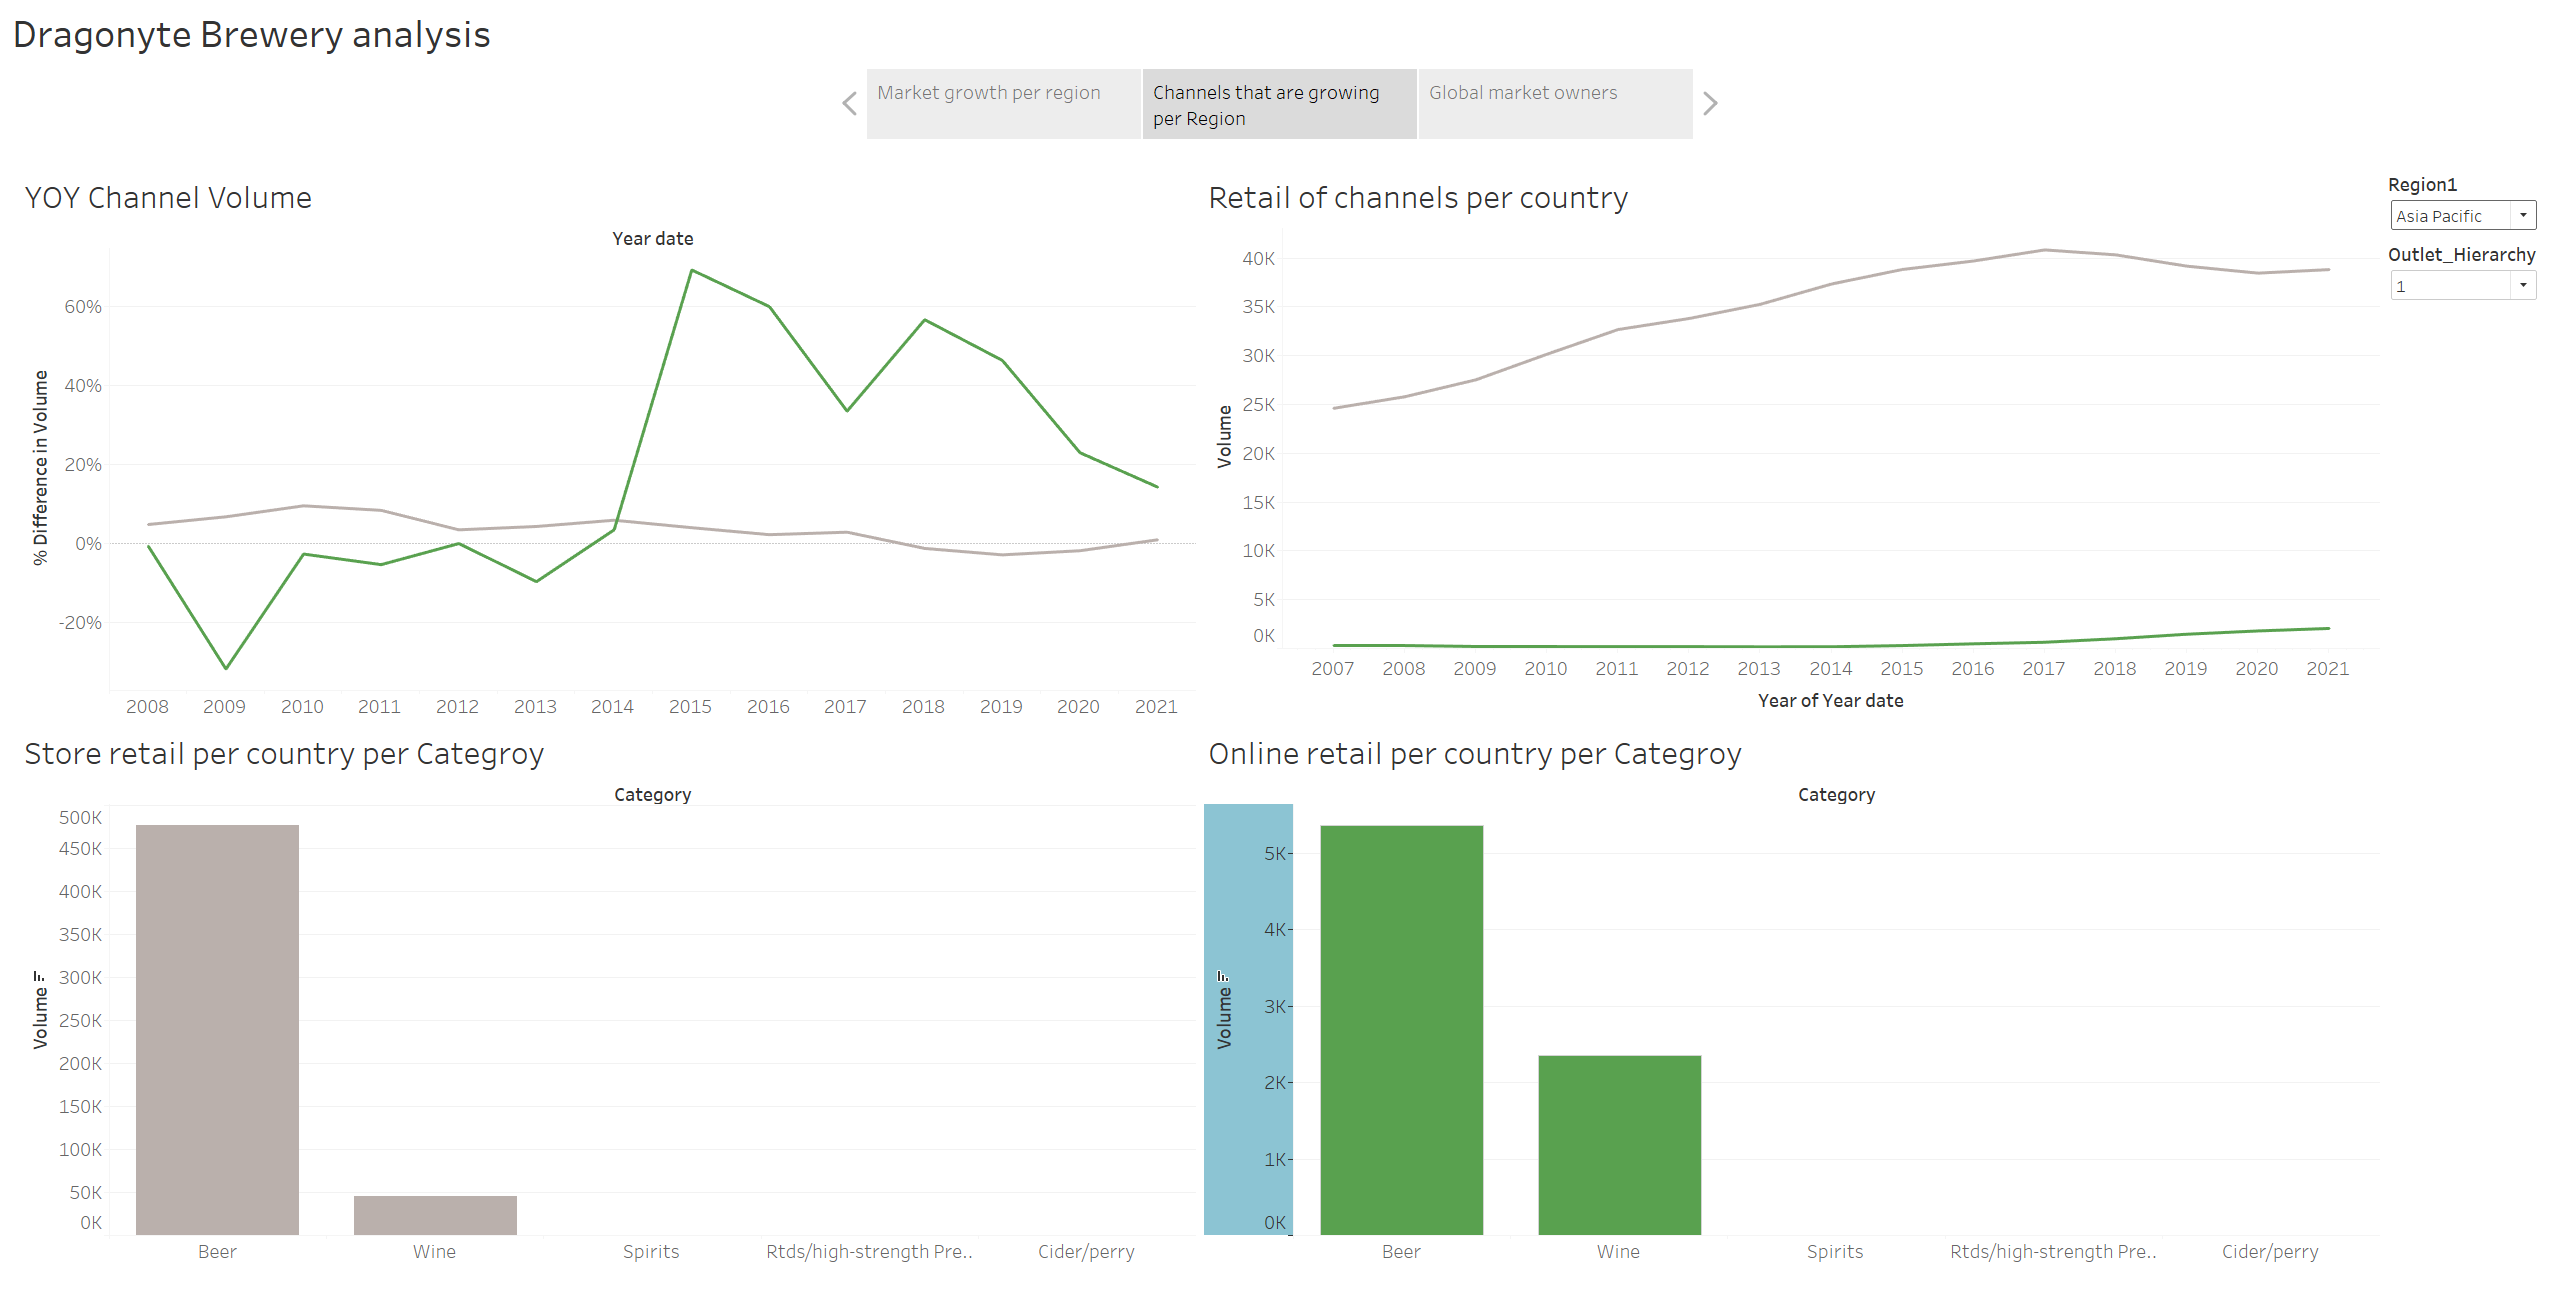 Dragonyte Brewery analysis
Market growth per region
Channels that are growing
per Region
Global market owners
YOY Channel Volume
Year date
% Difference in Volume
60%
40%
20%
0%
-20%
2008 2009 2010 2011 2012 2013 2014 2015 2016 2017 2018 2019 2020 2021
Retail of channels per country
Volume
40K
35K
30K
25K
20K
15K
10K
5K
0K
2007 2008 2009 2010 2011 2012 2013 2014 2015 2016 2017 2018 2019 2020 2021
Year of Year date
Region1
Asia Pacific
Outlet_Hierarchy
1
Store retail per country per Categroy
Category
Volume
500K
450K
400K
350K
300K
250K
200K
150K
100K
50K
0K
Beer Wine Spirits Rtds/high-strength Pre.. Cider/perry
Online retail per country per Categroy
Category
Volume
5K
4K
3K
2K
1K
0K
Beer Wine Spirits Rtds/high-strength Pre.. Cider/perry